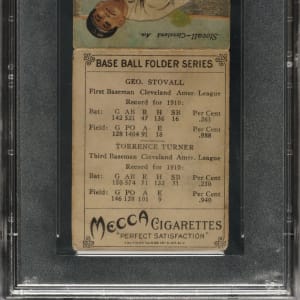 Stovall-Cleveland Am.
BASE BALL FOLDER SERIES
GEO. STOVALL
First Baseman Cleveland Amer. League
Record for 1910:
Bat: G AB R H SB Per Cent
142 521 47 136 16 .261
Field: G PO A E Per Cent
128 1404 91 18 .988
TORRENCE TURNER
Third Baseman Cleveland Amer. League
Record for 1910:
Bat: G AB R H SB Per Cent
150 574 71 132 31 .230
Field: G PO A E Per Cent
146 128 101 9 .940
MECCA CIGARETTES
"PERFECT SATISFACTION"